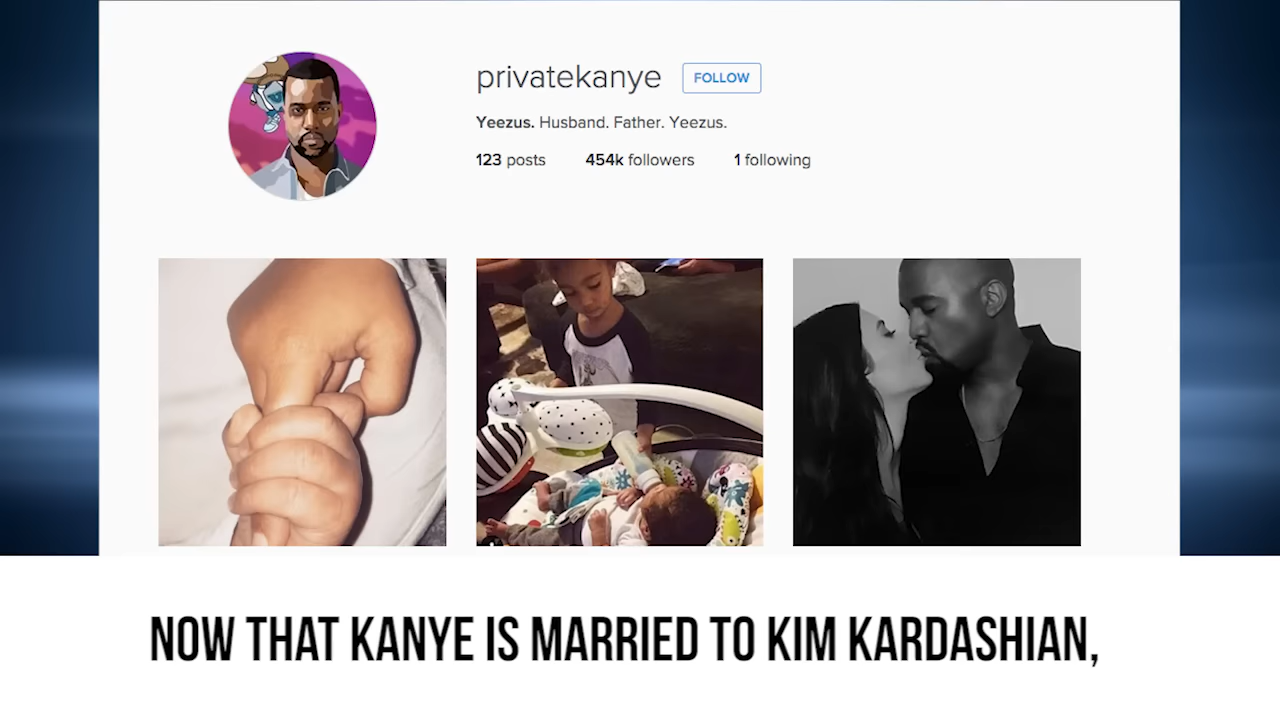 privatekanye FOLLOW
Yeezus. Husband. Father. Yeezus.
123 posts 454k followers 1 following
NOW THAT KANYE IS MARRIED TO KIM KARDASHIAN,